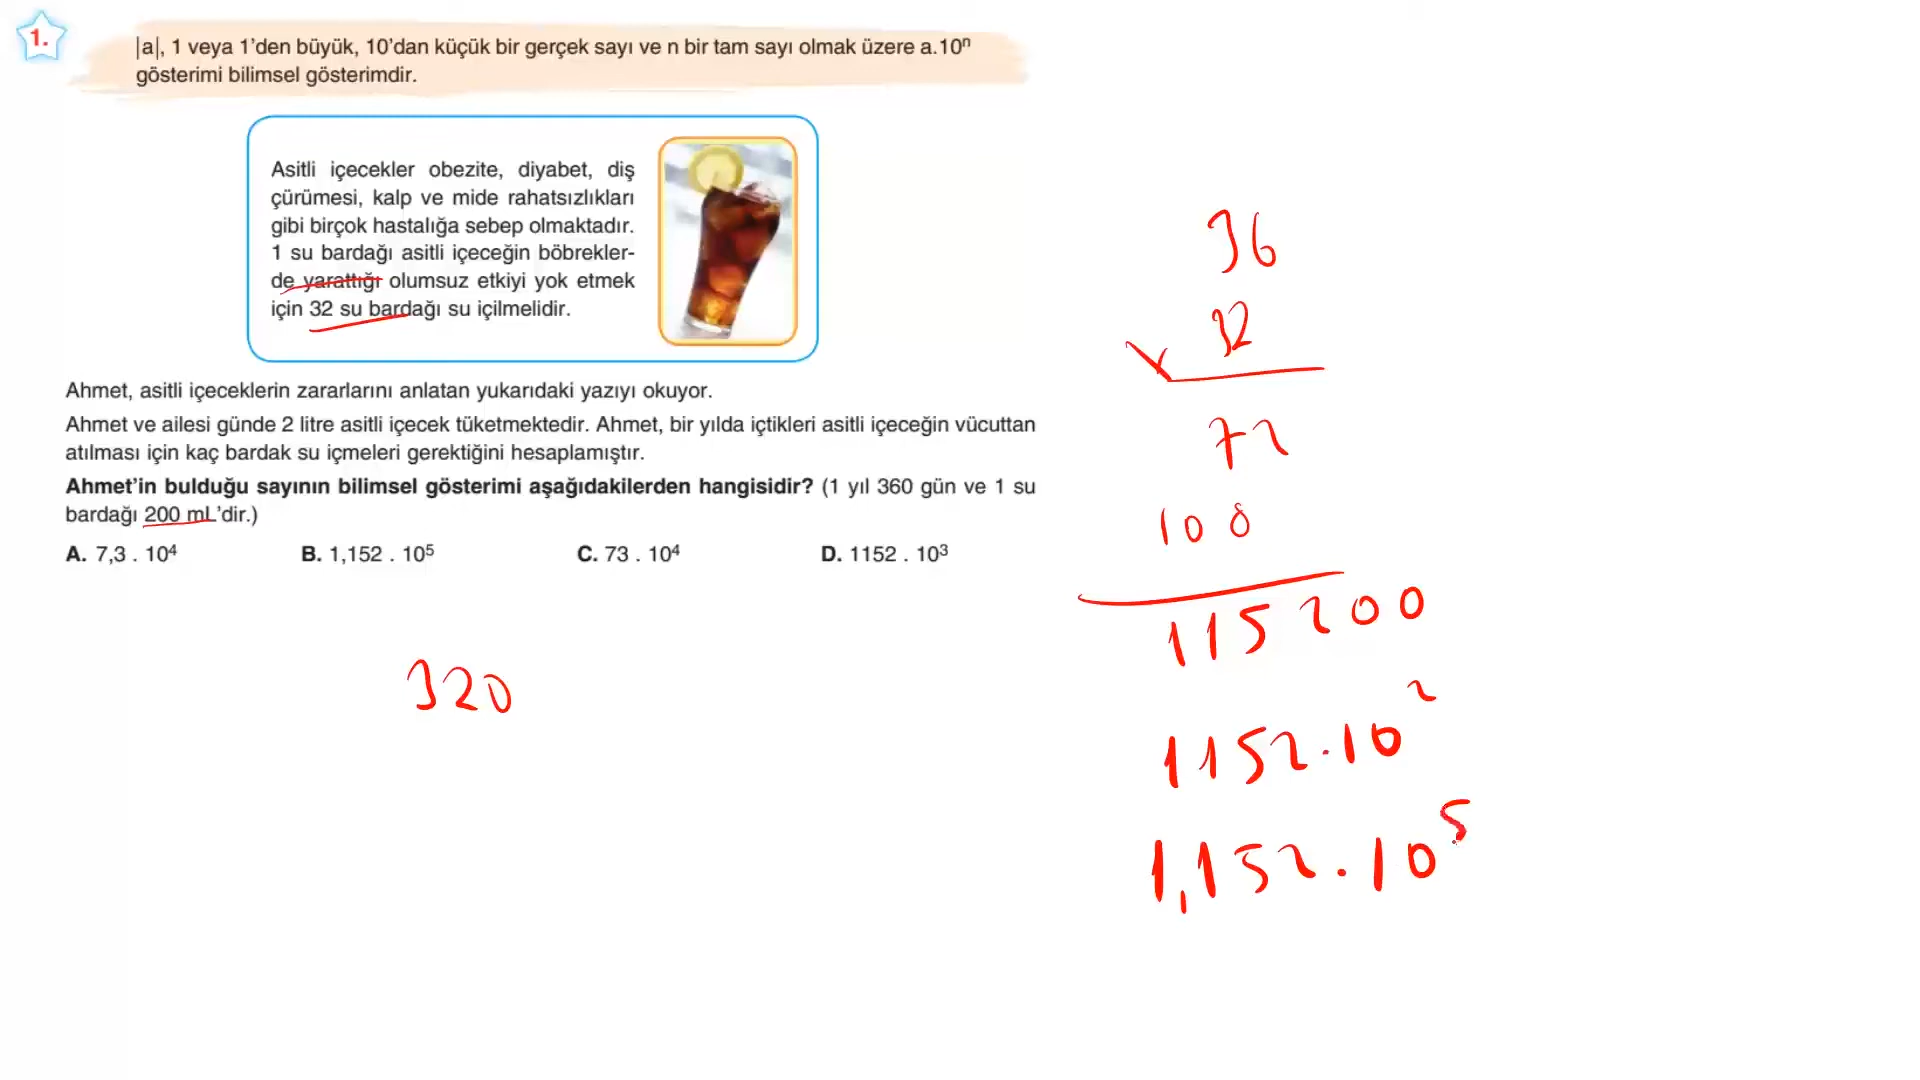 1.
|a|, 1 veya 1'den büyük, 10'dan küçük bir gerçek sayı ve n bir tam sayı olmak üzere a.10ⁿ
gösterimi bilimsel gösterimdir.
Asitli içecekler obezite, diyabet, diş
çürümesi, kalp ve mide rahatsızlıkları
gibi birçok hastalığa sebep olmaktadır.
1 su bardağı asitli içeceğin böbrekler-
de yarattığı olumsuz etkiyi yok etmek
için 32 su bardağı su içilmelidir.
Ahmet, asitli içeceklerin zararlarını anlatan yukarıdaki yazıyı okuyor.
Ahmet ve ailesi günde 2 litre asitli içecek tüketmektedir. Ahmet, bir yılda içtikleri asitli içeceğin vücuttan
atılması için kaç bardak su içmeleri gerektiğini hesaplamıştır.
Ahmet'in bulduğu sayının bilimsel gösterimi aşağıdakilerden hangisidir? (1 yıl 360 gün ve 1 su
bardağı 200 mL'dir.)
A. 7,3 . 10⁴ B. 1,152 . 10⁵ C. 73 . 10⁴ D. 1152 . 10³
320
36
32
x
72
108
115200
1152.10²
1,152.10⁵